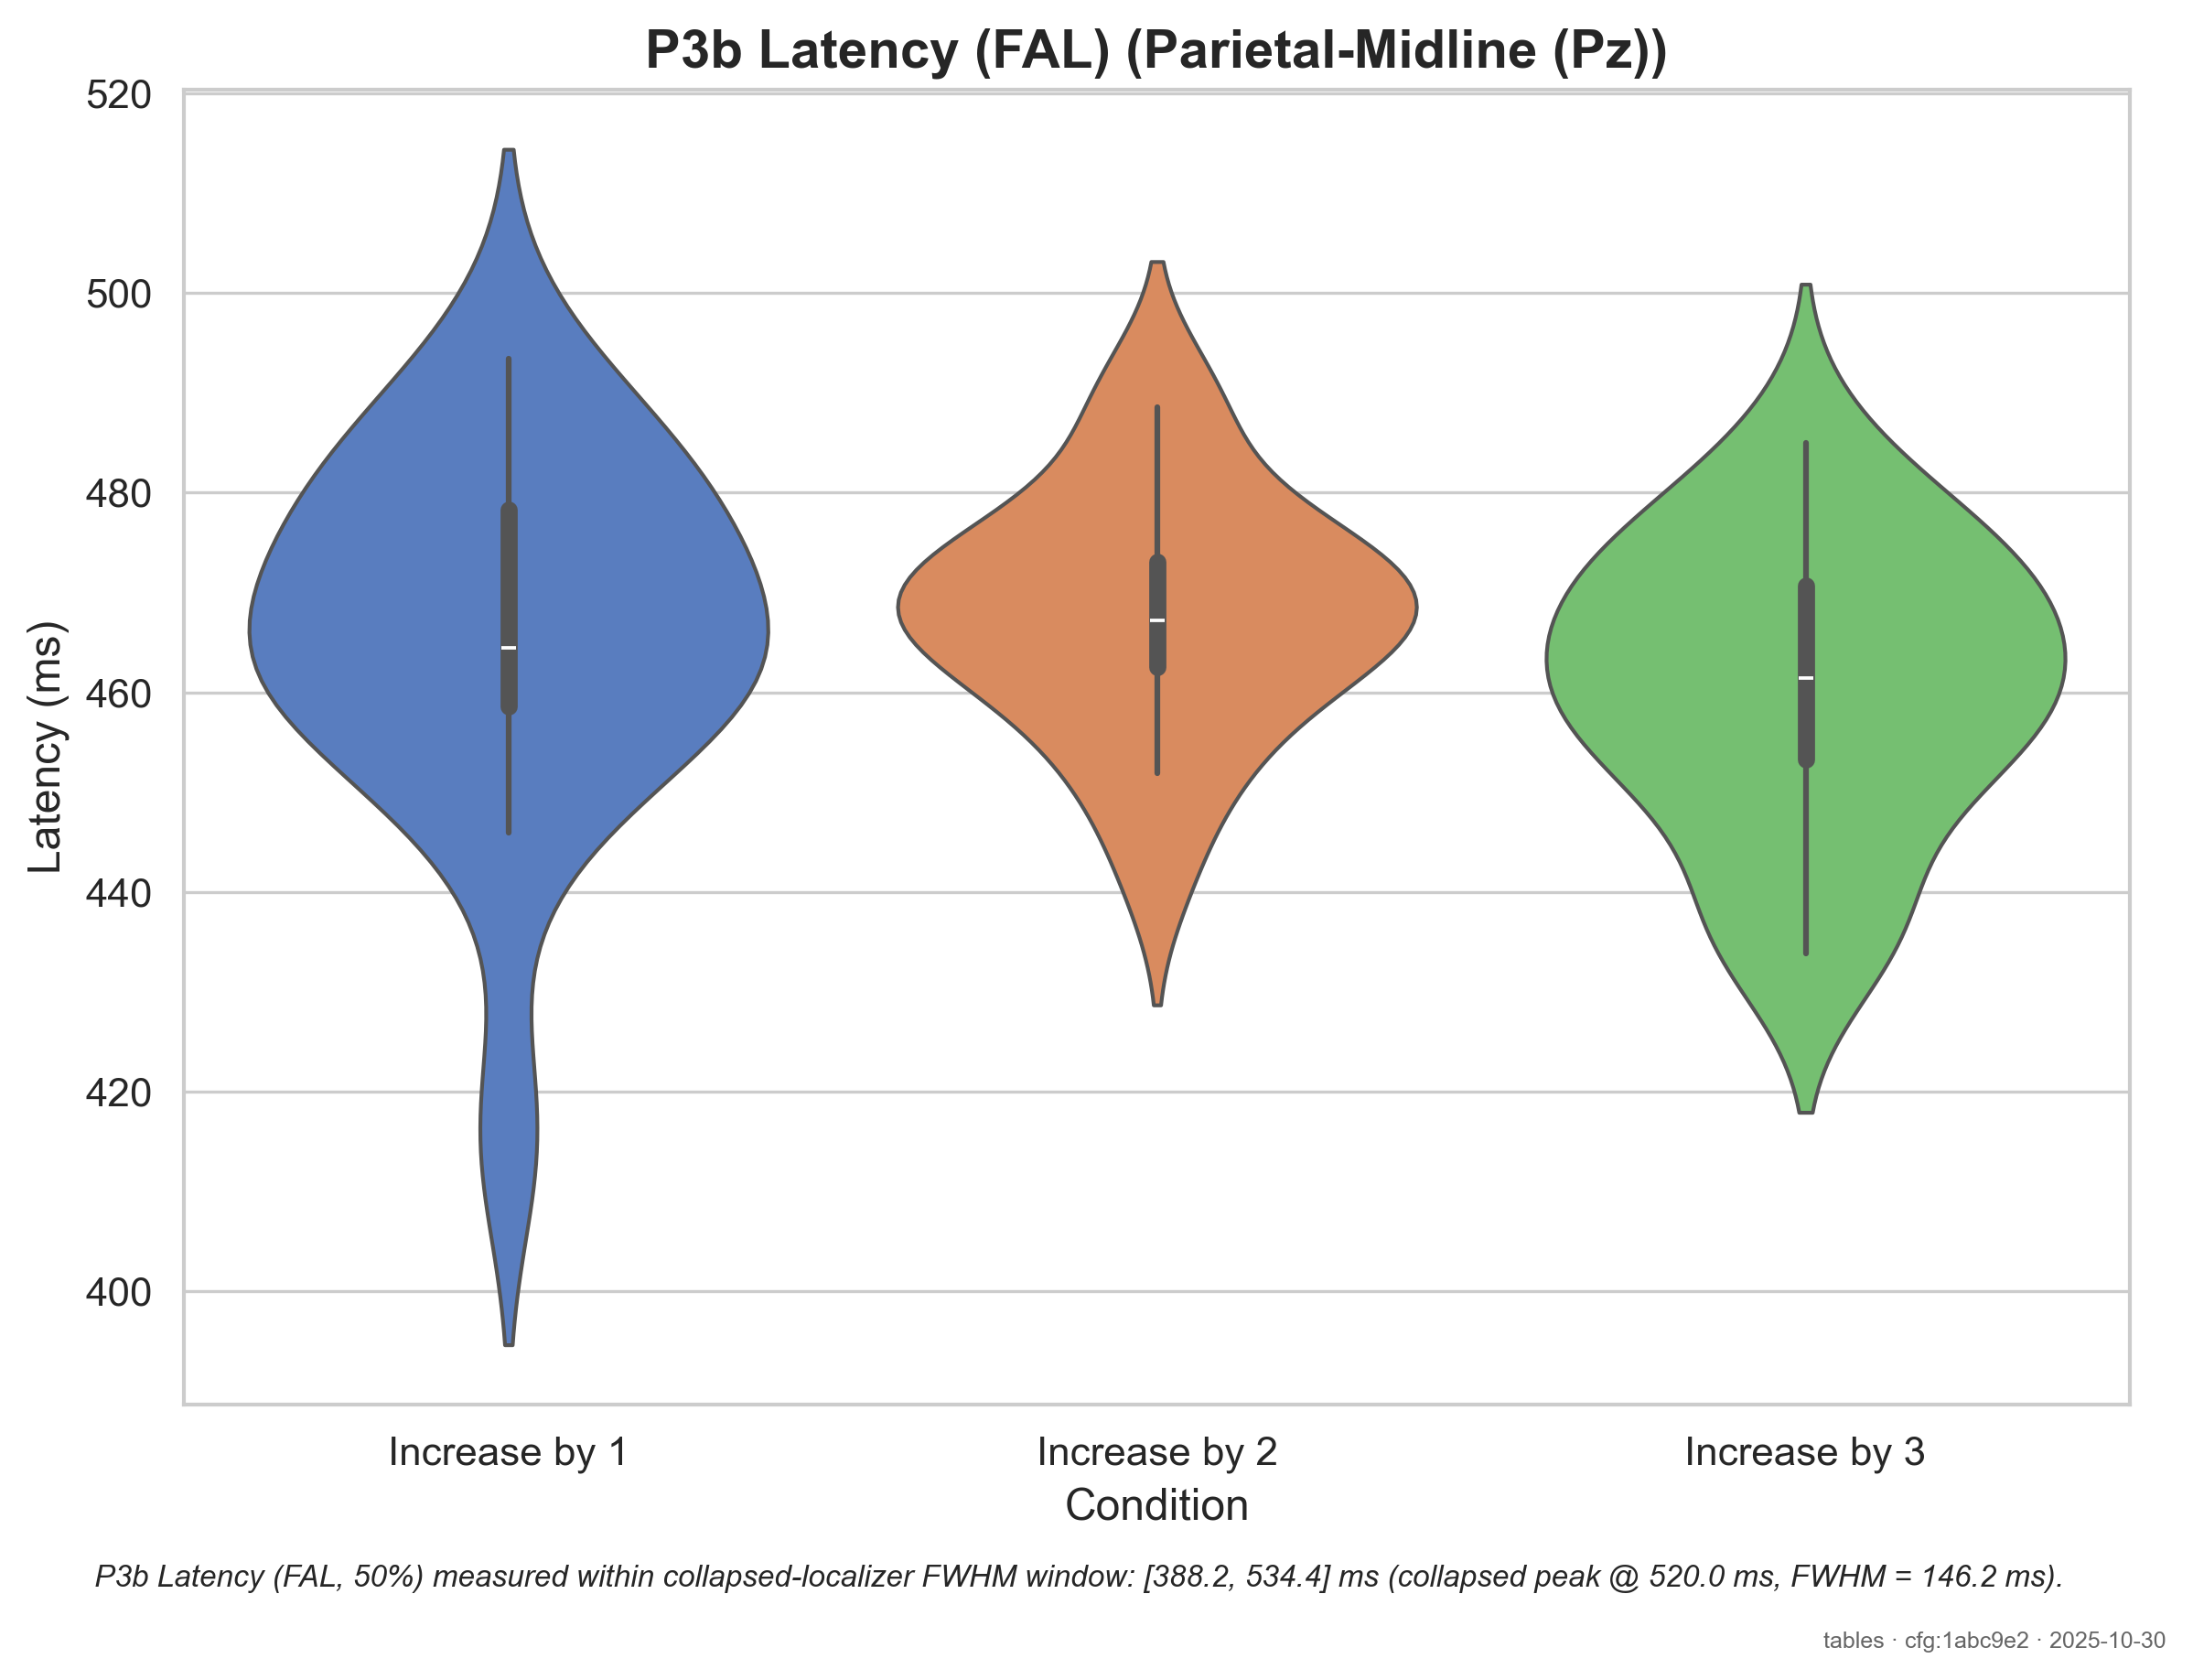 P3b Latency (FAL) (Parietal-Midline (Pz))
520
500
480
460
440
420
400
Latency (ms)
Increase by 1
Increase by 2
Increase by 3
Condition
P3b Latency (FAL, 50%) measured within collapsed-localizer FWHM window: [388.2, 534.4] ms (collapsed peak @ 520.0 ms, FWHM = 146.2 ms).
tables · cfg:1abc9e2 · 2025-10-30